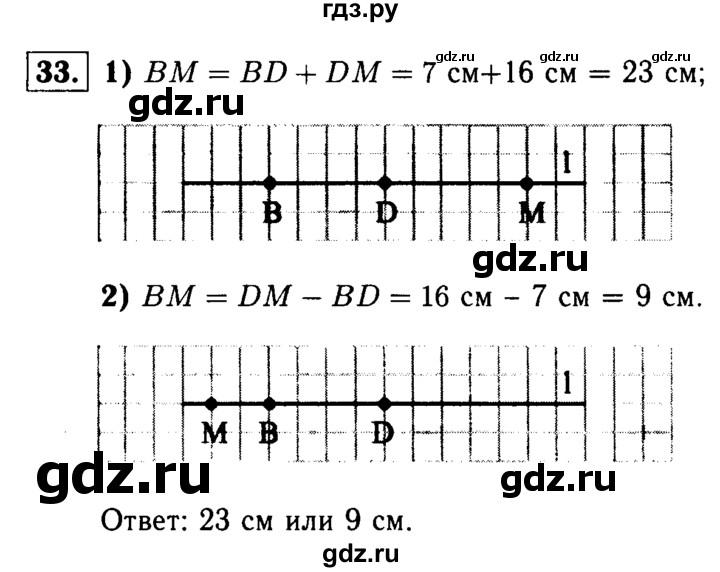 гдз.ру
33. 1) BM = BD + DM = 7 см+16 см = 23 см;
gdz.ru gdz.ru
gdz.ru
l
B D M
gdz.ru
2) BM = DM − BD = 16 см - 7 см = 9 см.
l
M B D
gdz.ru gdz.ru
Ответ: 23 см или 9 см.
gdz.ru